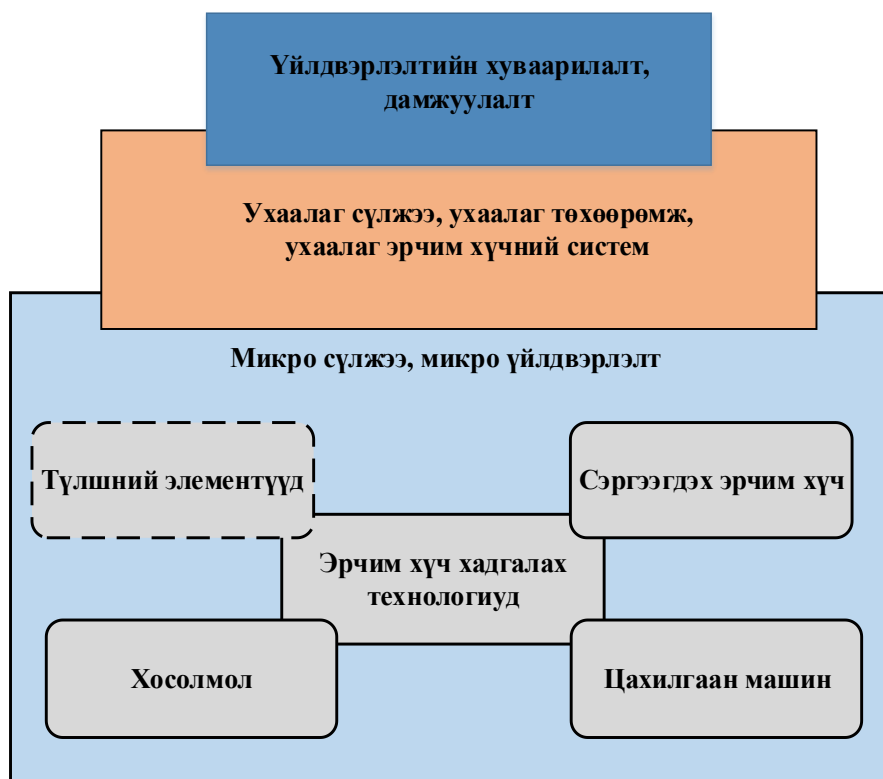 Үйлдвэрлэлтийн хуваарилалт,
дамжуулалт
Ухаалаг сүлжээ, ухаалаг төхөөрөмж,
ухаалаг эрчим хүчний систем
Микро сүлжээ, микро үйлдвэрлэлт
Түлшний элементүүд
Сэргээгдэх эрчим хүч
Эрчим хүч хадгалах
технологиуд
Хосолмол
Цахилгаан машин